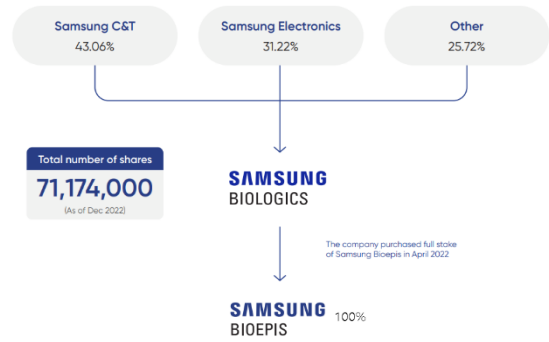 Samsung C&T
43.06%
Samsung Electronics
31.22%
Other
25.72%
Total number of shares
71,174,000
(As of Dec 2022)
SAMSUNG
BIOLOGICS
The company purchased full stake
of Samsung Bioepis in April 2022
SAMSUNG
BIOEPIS
100%